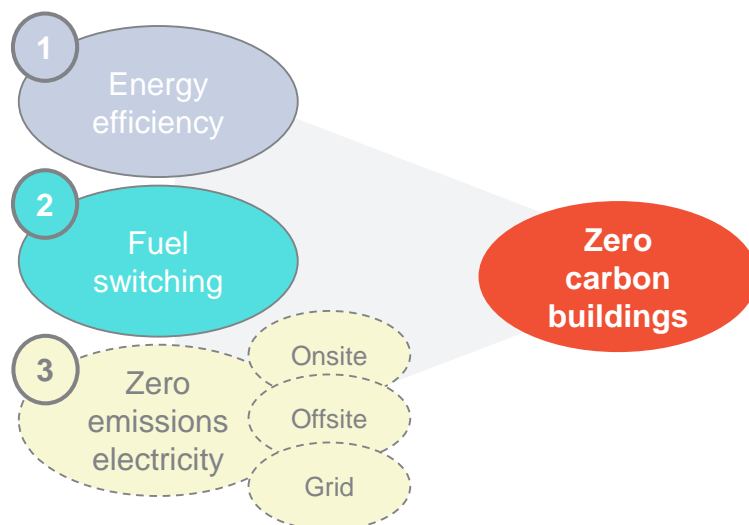 1
Energy
efficiency
2
Fuel
switching
3
Zero
emissions
electricity
Onsite
Offsite
Grid
Zero
carbon
buildings